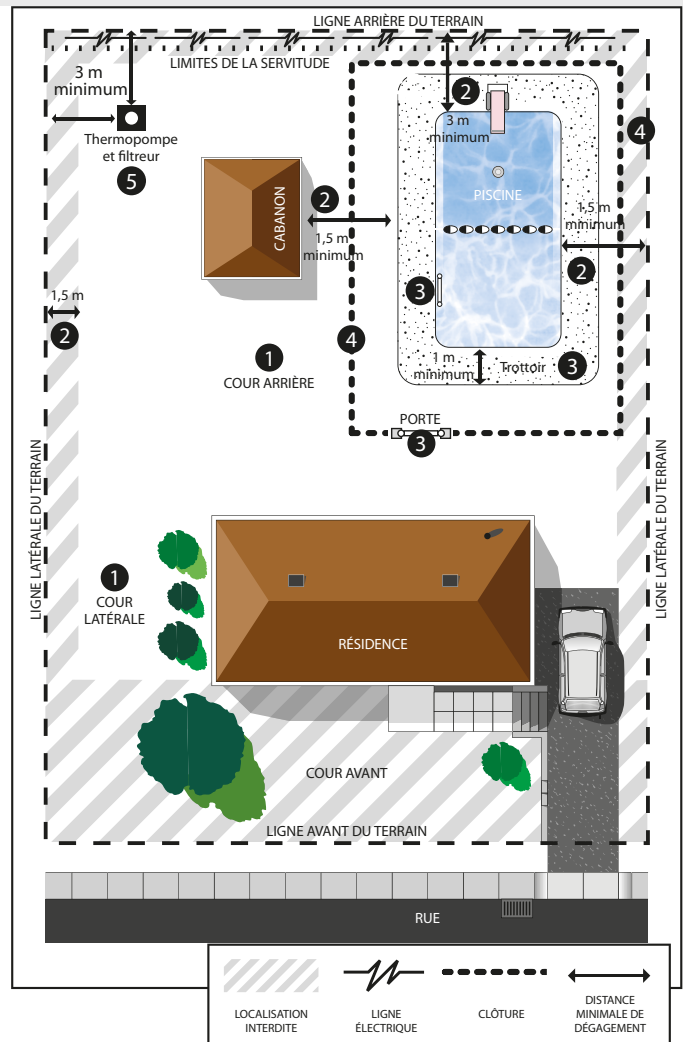 LIGNE ARRIÈRE DU TERRAIN
LIMITES DE LA SERVITUDE
3 m
minimum
Thermopompe
et filtreur
5
2
3 m
minimum
4
PISCINE
CABANON
2
1,5 m
minimum
1,5 m
minimum
2
3
1,5 m
2
4
1
COUR ARRIÈRE
1 m
minimum
Trottoir
3
PORTE
3
LIGNE LATÉRALE DU TERRAIN
LIGNE LATÉRALE DU TERRAIN
1
COUR
LATÉRALE
RÉSIDENCE
COUR AVANT
LIGNE AVANT DU TERRAIN
RUE
LOCALISATION
INTERDITE
LIGNE
ÉLECTRIQUE
CLÔTURE
DISTANCE
MINIMALE DE
DÉGAGEMENT